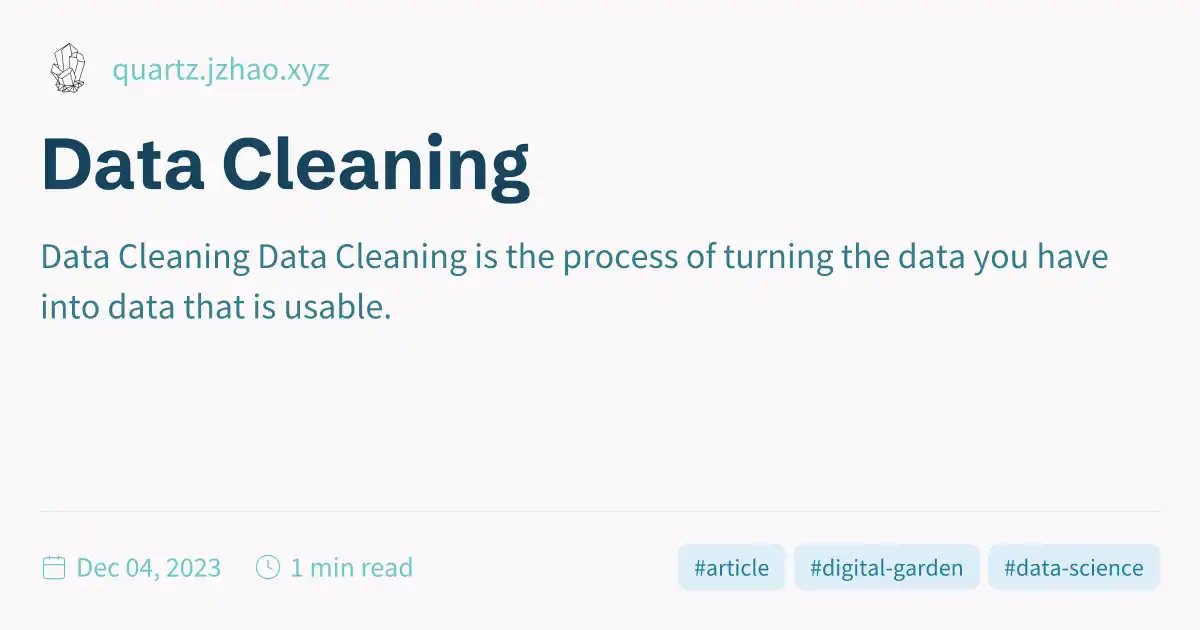 quartz.jzhao.xyz
Data Cleaning
Data Cleaning Data Cleaning is the process of turning the data you have
into data that is usable.
Dec 04, 2023 1 min read #article #digital-garden #data-science